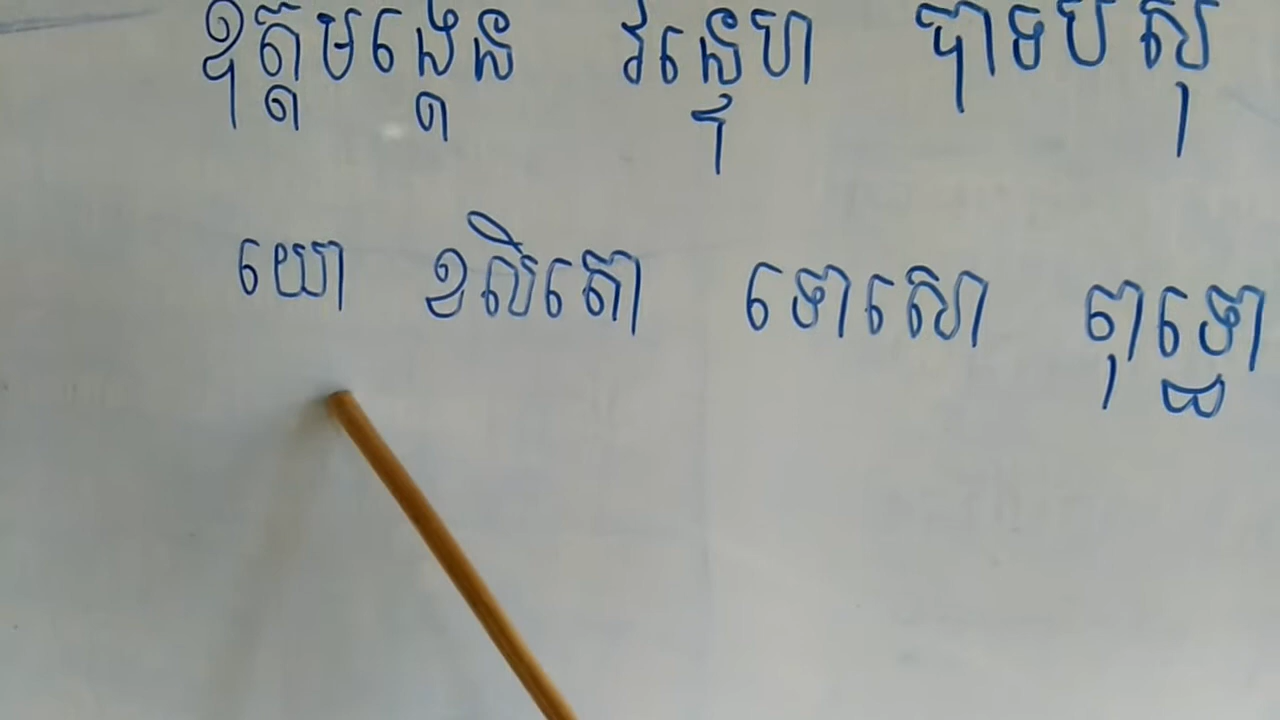 ឧត្តមង្គេន វន្ទេហំ បាទបំសុ
យោ ខលិតោ ទោសោ ពុទ្ធោ